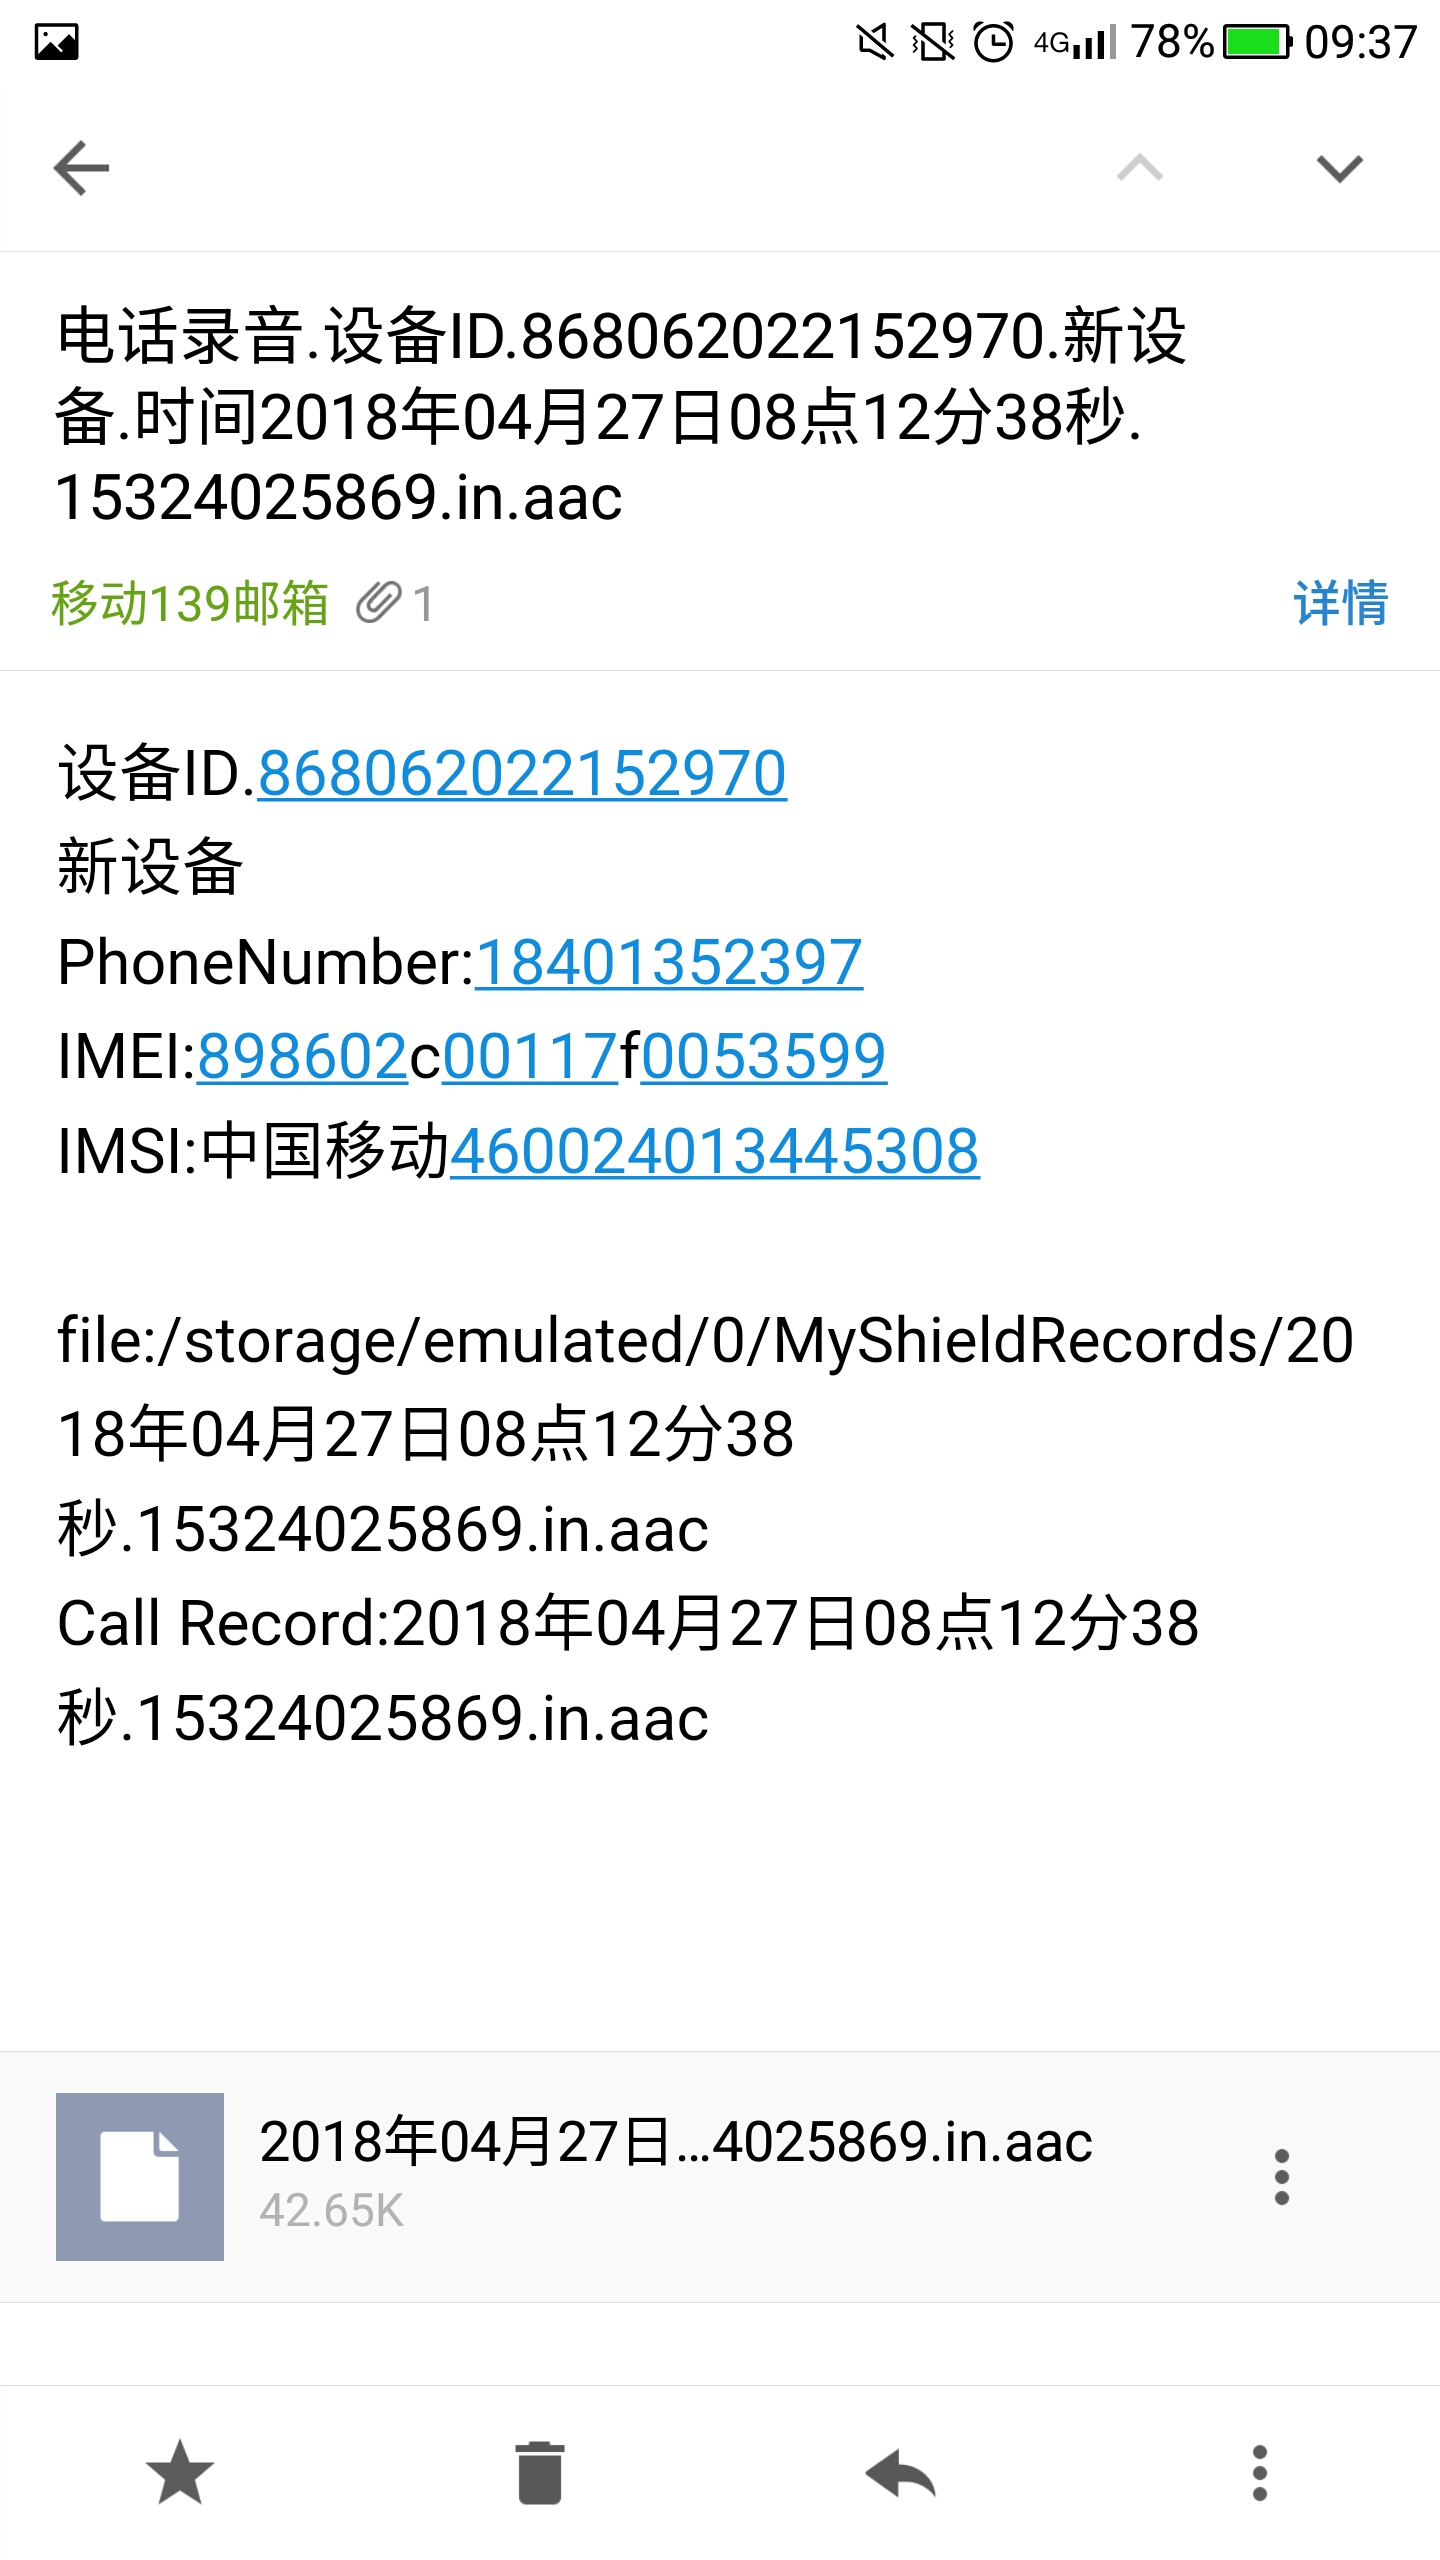 4G 78% 09:37
电话录音.设备ID.868062022152970.新设
备.时间2018年04月27日08点12分38秒.
15324025869.in.aac
移动139邮箱 1 详情
设备ID.868062022152970
新设备
PhoneNumber:18401352397
IMEI:898602c00117f0053599
IMSI:中国移动460024013445308
file:/storage/emulated/0/MyShieldRecords/20
18年04月27日08点12分38
秒.15324025869.in.aac
Call Record:2018年04月27日08点12分38
秒.15324025869.in.aac
2018年04月27日...4025869.in.aac
42.65K